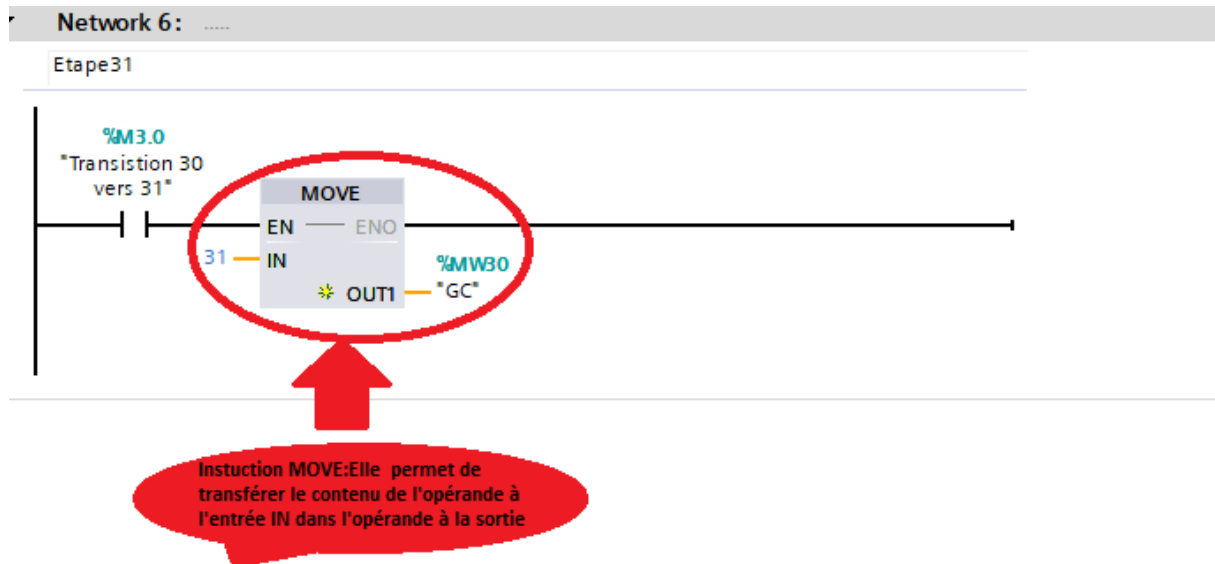 Network 6: .....
Etape31
%M3.0
"Transistion 30
vers 31"
MOVE
EN ENO
31 IN
%MW30
OUT1 "GC"
Instuction MOVE:Elle permet de
transférer le contenu de l'opérande à
l'entrée IN dans l'opérande à la sortie